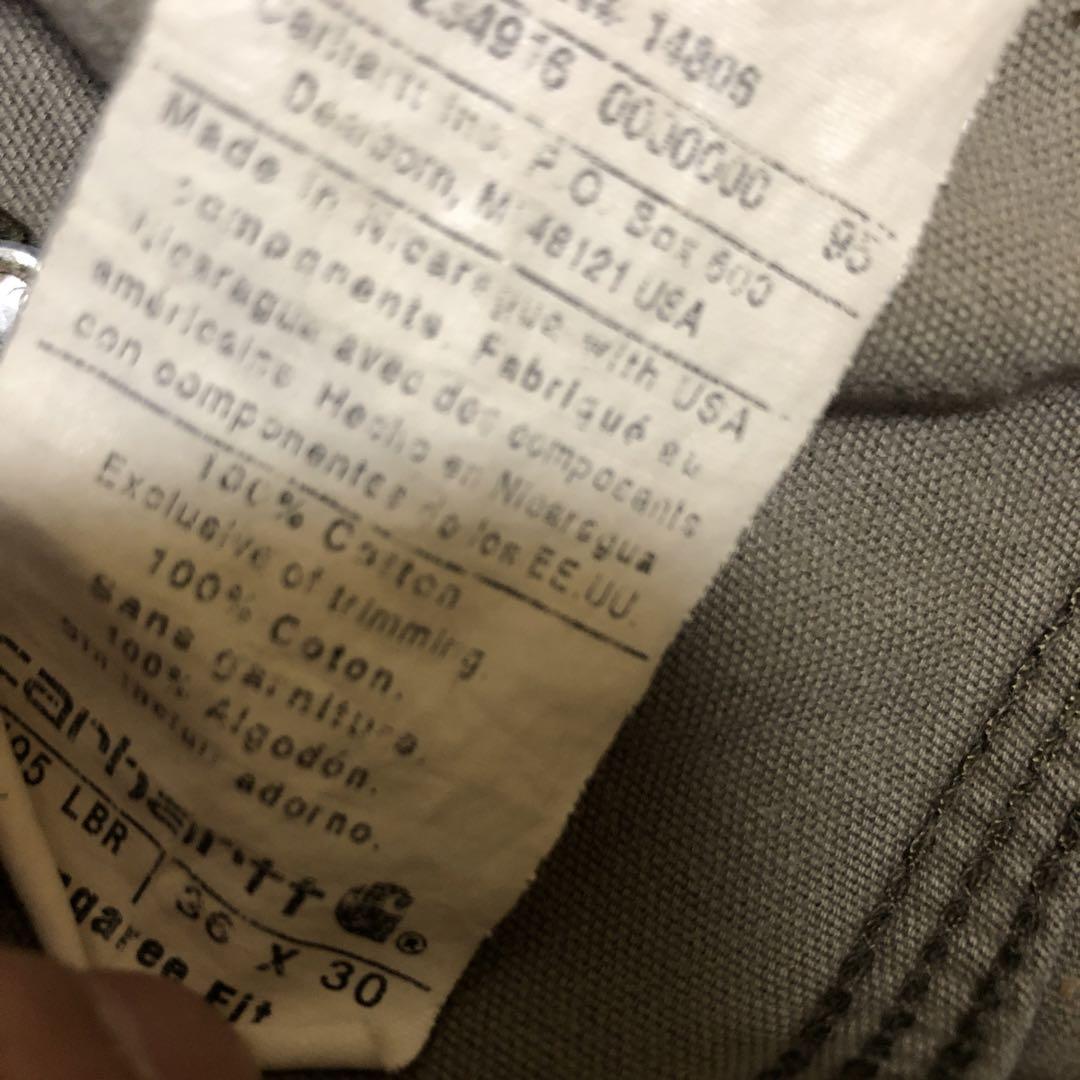 14806
234916 0000000 95
Carhartt Inc. P.O. Box 600
Dearborn, MI 48121 USA
Made in Nicaragua with USA
Components. Fabriqué au
Nicaragua avec des composants
américains Hecho en Nicaragua
con componentes de los EE.UU.
100% Cotton
Exclusive of trimming.
100% Coton.
Sans garniture.
100% Algodón.
adorno.
carhartt ®
LBR 36 X 30
Fit